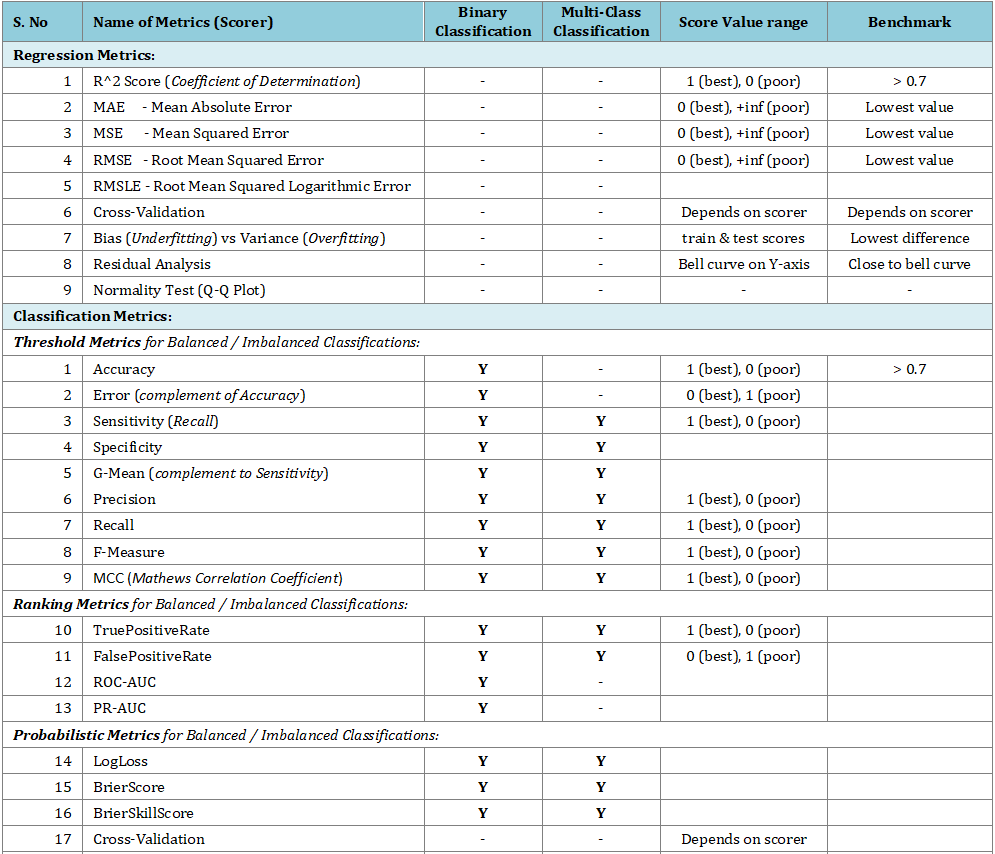 S. No Name of Metrics (Scorer) Binary Classification Multi-Class Classification Score Value range Benchmark
Regression Metrics:
1 R^2 Score (Coefficient of Determination) - - 1 (best), 0 (poor) > 0.7
2 MAE - Mean Absolute Error - - 0 (best), +inf (poor) Lowest value
3 MSE - Mean Squared Error - - 0 (best), +inf (poor) Lowest value
4 RMSE - Root Mean Squared Error - - 0 (best), +inf (poor) Lowest value
5 RMSLE - Root Mean Squared Logarithmic Error - -
6 Cross-Validation - - Depends on scorer Depends on scorer
7 Bias (Underfitting) vs Variance (Overfitting) - - train & test scores Lowest difference
8 Residual Analysis - - Bell curve on Y-axis Close to bell curve
9 Normality Test (Q-Q Plot) - - - -
Classification Metrics:
Threshold Metrics for Balanced / Imbalanced Classifications:
1 Accuracy Y - 1 (best), 0 (poor) > 0.7
2 Error (complement of Accuracy) Y - 0 (best), 1 (poor)
3 Sensitivity (Recall) Y Y 1 (best), 0 (poor)
4 Specificity Y Y
5 G-Mean (complement to Sensitivity) Y Y
6 Precision Y Y 1 (best), 0 (poor)
7 Recall Y Y 1 (best), 0 (poor)
8 F-Measure Y Y 1 (best), 0 (poor)
9 MCC (Mathews Correlation Coefficient) Y Y 1 (best), 0 (poor)
Ranking Metrics for Balanced / Imbalanced Classifications:
10 TruePositiveRate Y Y 1 (best), 0 (poor)
11 FalsePositiveRate Y Y 0 (best), 1 (poor)
12 ROC-AUC Y -
13 PR-AUC Y -
Probabilistic Metrics for Balanced / Imbalanced Classifications:
14 LogLoss Y Y
15 BrierScore Y Y
16 BrierSkillScore Y Y
17 Cross-Validation - - Depends on scorer